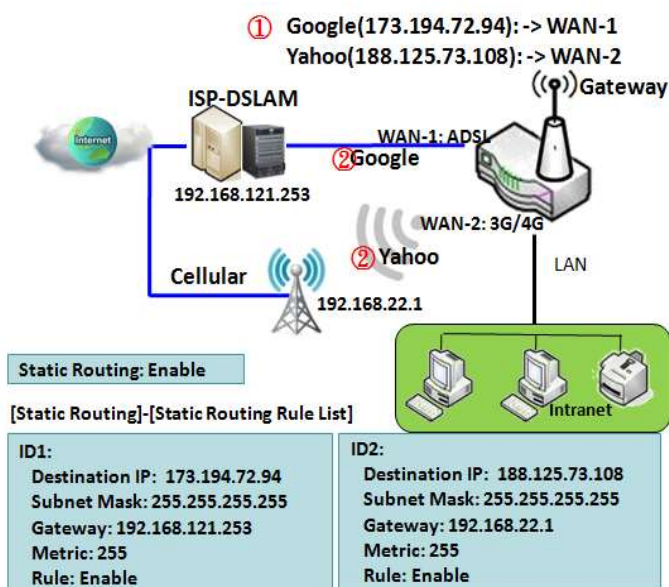 ① Google(173.194.72.94): -> WAN-1
Yahoo(188.125.73.108): -> WAN-2
Gateway
ISP-DSLAM
Internet
WAN-1: ADSL
②Google
192.168.121.253
WAN-2: 3G/4G
② Yahoo
LAN
Cellular
192.168.22.1
Intranet
Static Routing: Enable
[Static Routing]-[Static Routing Rule List]
ID1:
Destination IP: 173.194.72.94
Subnet Mask: 255.255.255.255
Gateway: 192.168.121.253
Metric: 255
Rule: Enable
ID2:
Destination IP: 188.125.73.108
Subnet Mask: 255.255.255.255
Gateway: 192.168.22.1
Metric: 255
Rule: Enable